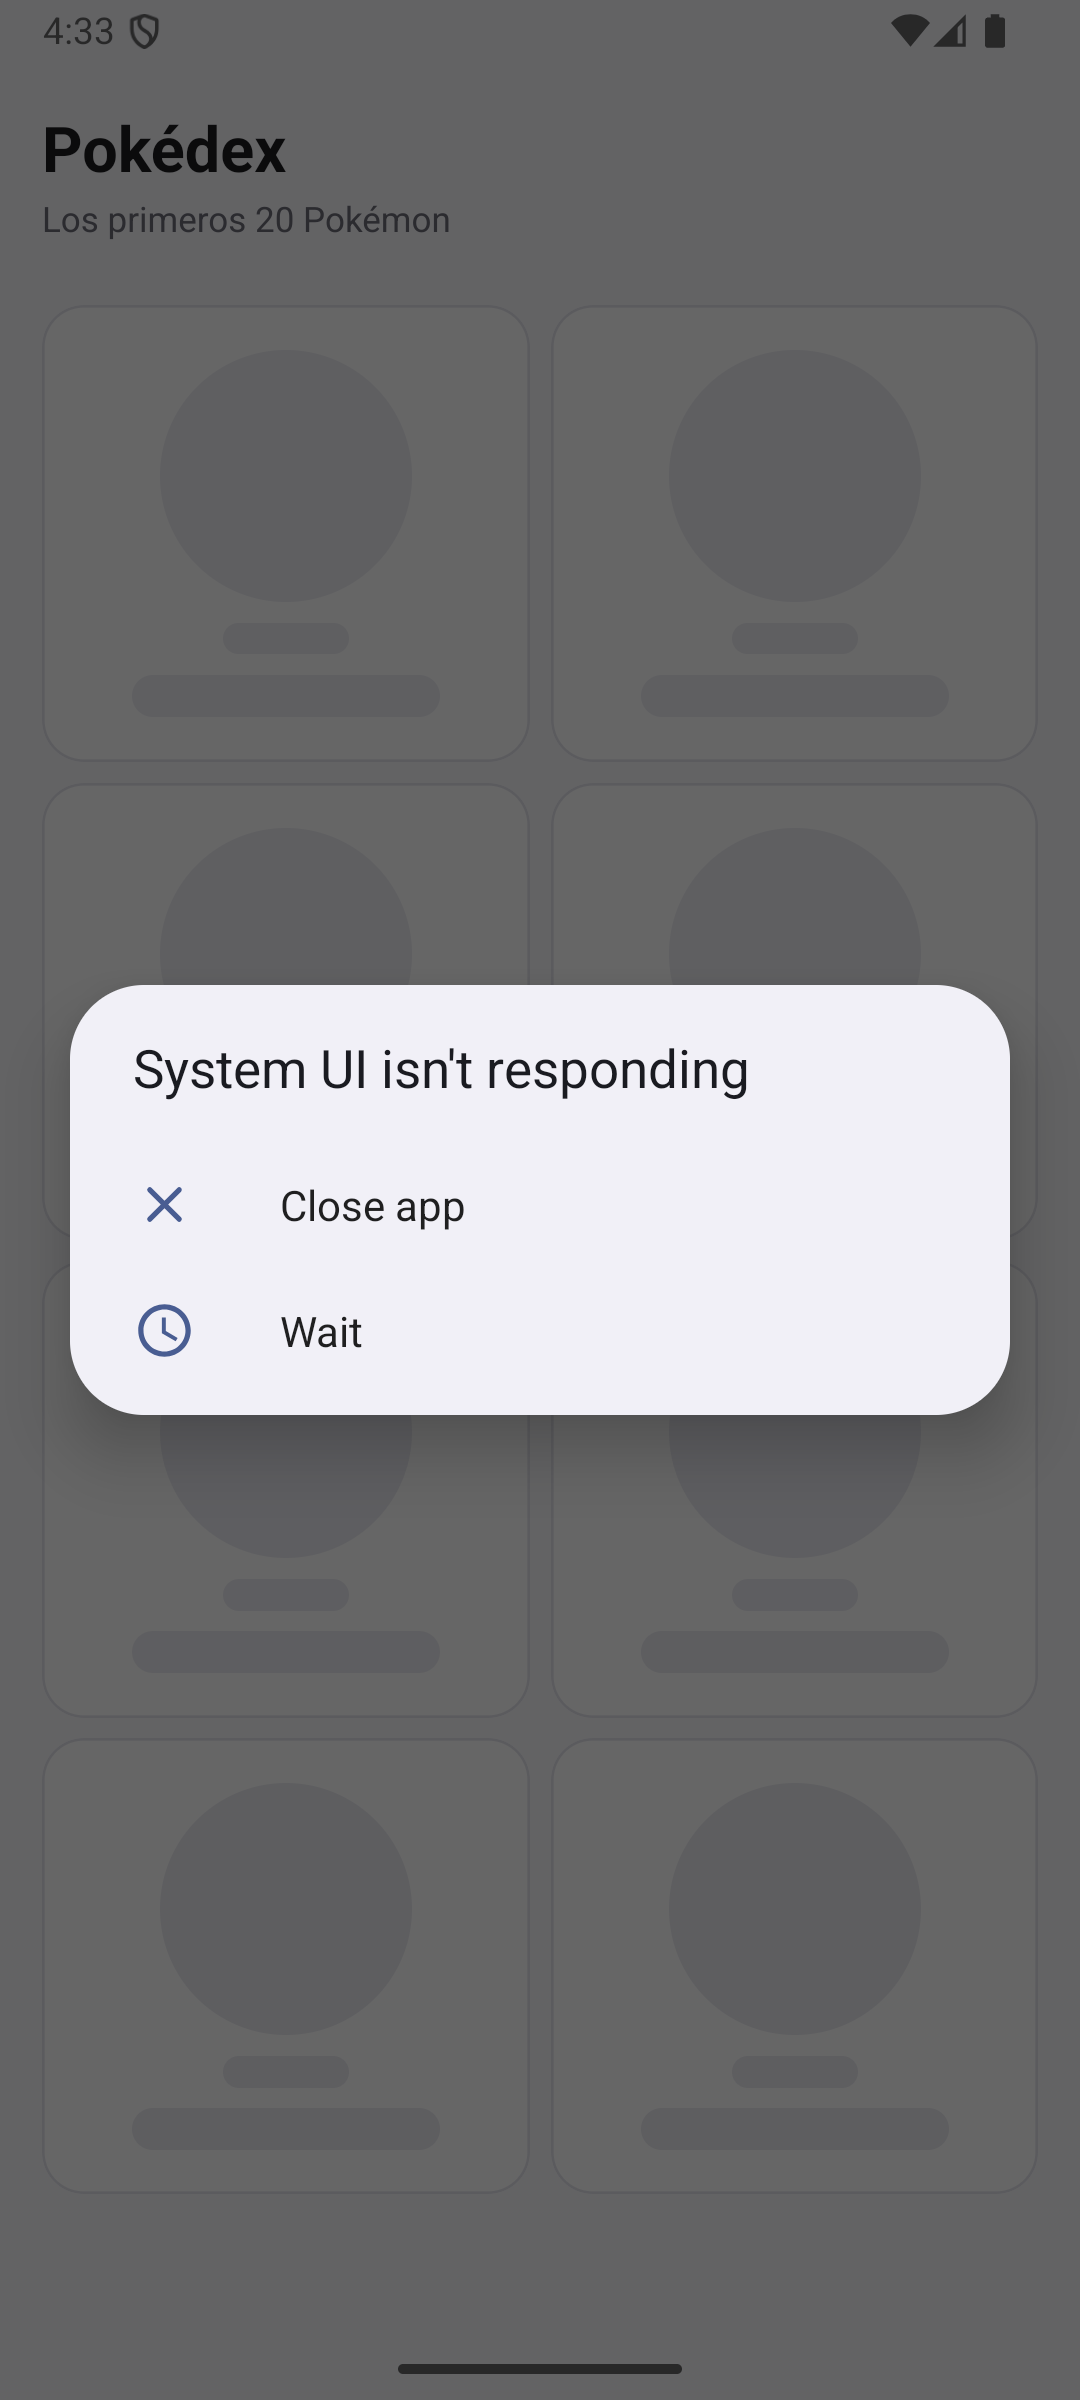 4:33
Pokédex
Los primeros 20 Pokémon
System UI isn't responding
Close app
Wait